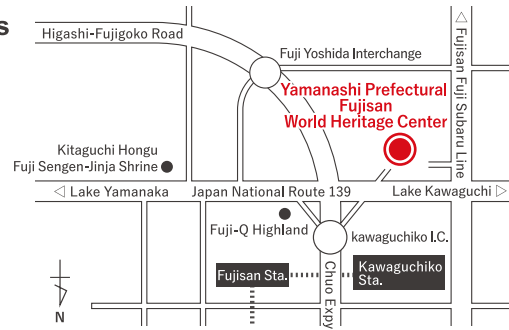 s
Higashi-Fujigoko Road
Fuji Yoshida Interchange
◁ Fujisan Fuji Subaru Line
Yamanashi Prefectural
Fujisan
World Heritage Center
Kitaguchi Hongu
Fuji Sengen-Jinja Shrine
◁ Lake Yamanaka
Japan National Route 139
Lake Kawaguchi ▷
Fuji-Q Highland
kawaguchiko I.C.
Fujisan Sta.
Chuo Expy
Kawaguchiko
Sta.
N